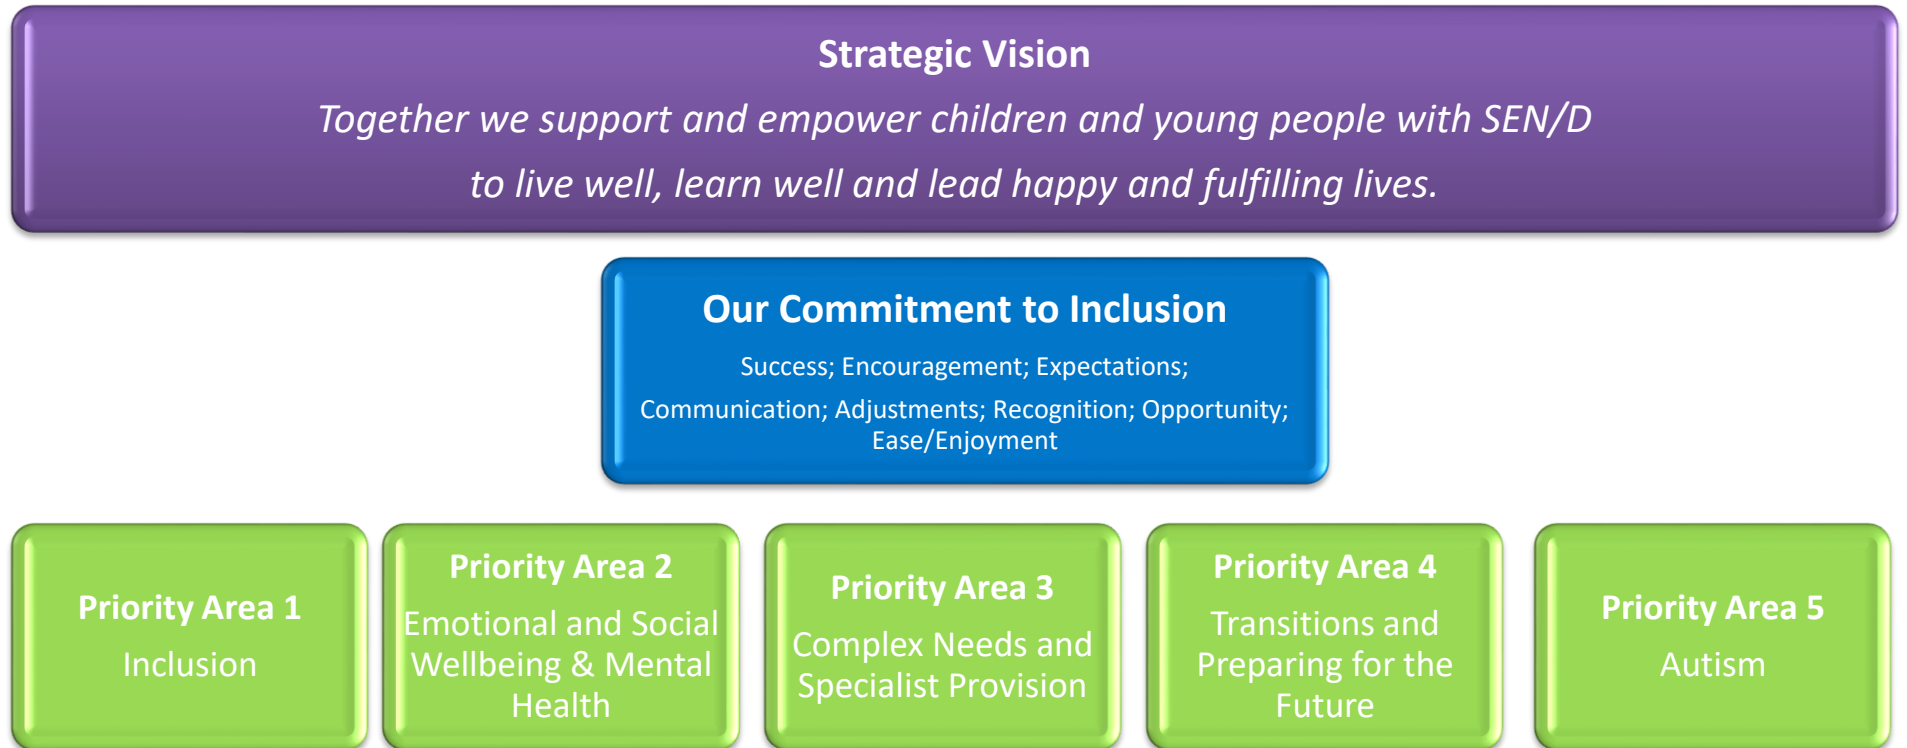 Strategic Vision
Together we support and empower children and young people with SEN/D
to live well, learn well and lead happy and fulfilling lives.
Our Commitment to Inclusion
Success; Encouragement; Expectations;
Communication; Adjustments; Recognition; Opportunity;
Ease/Enjoyment
Priority Area 1
Inclusion
Priority Area 2
Emotional and Social
Wellbeing & Mental
Health
Priority Area 3
Complex Needs and
Specialist Provision
Priority Area 4
Transitions and
Preparing for the
Future
Priority Area 5
Autism